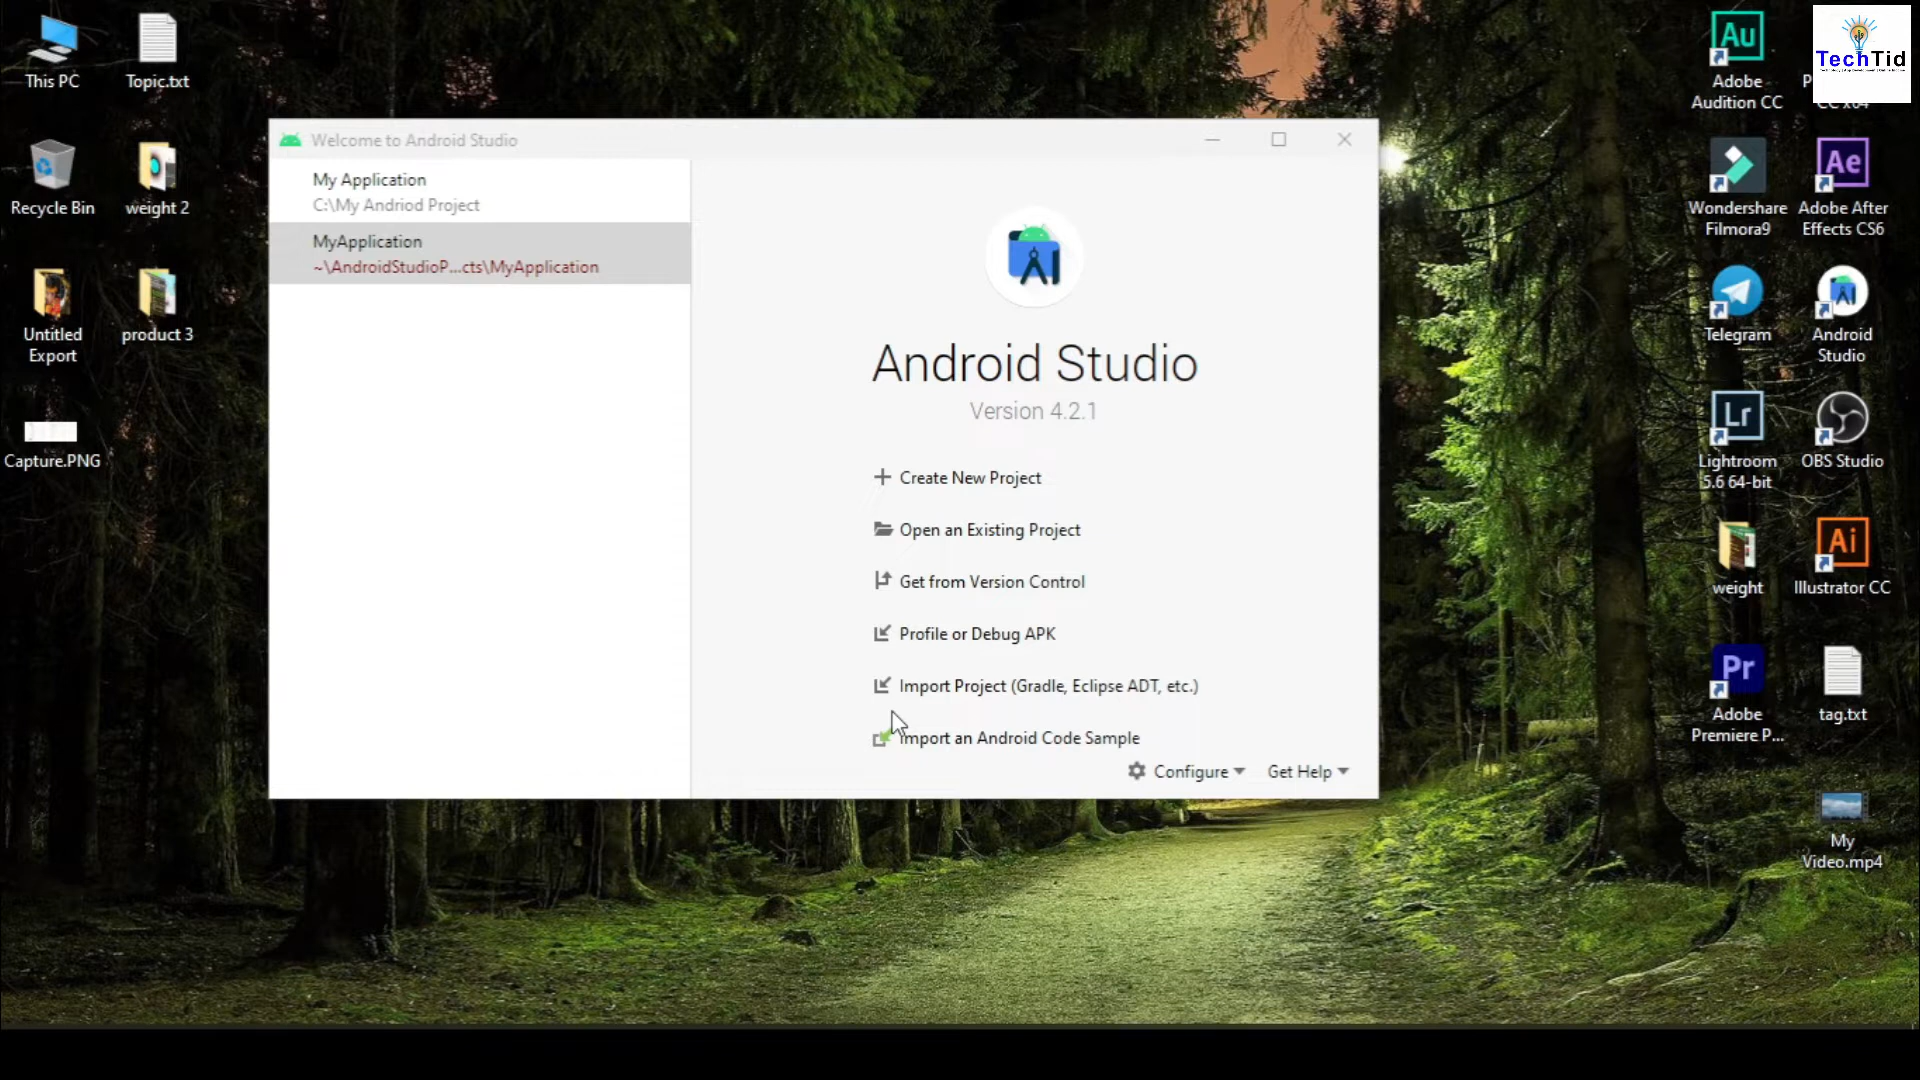 This PC
Topic.txt
Recycle Bin
weight 2
Untitled
Export
product 3
Capture.PNG
Welcome to Android Studio
My Application
C:\My Andriod Project
MyApplication
~\AndroidStudioP...cts\MyApplication
Android Studio
Version 4.2.1
Create New Project
Open an Existing Project
Get from Version Control
Profile or Debug APK
Import Project (Gradle, Eclipse ADT, etc.)
Import an Android Code Sample
Configure
Get Help
Au
Adobe
Audition CC
TechTid
Wondershare
Filmora9
Ae
Adobe After
Effects CS6
Telegram
Android
Studio
Lr
Lightroom
5.6 64-bit
OBS Studio
weight
Ai
Illustrator CC
Pr
Adobe
Premiere P...
tag.txt
My
Video.mp4